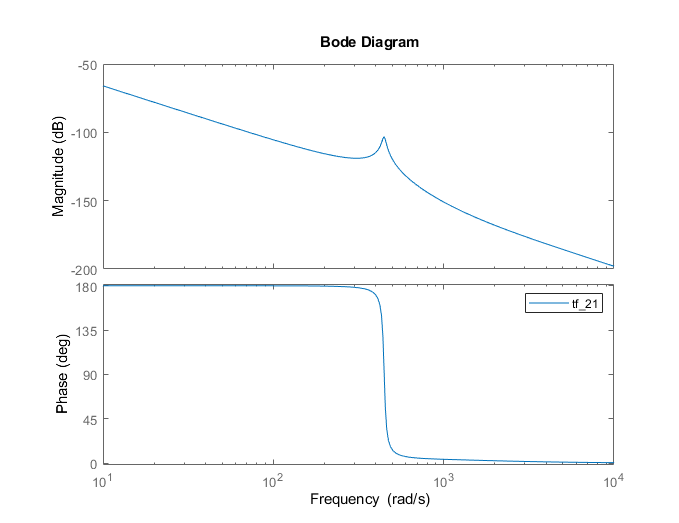 Bode Diagram
Magnitude (dB)
-50
-100
-150
-200
Phase (deg)
180
135
90
45
0
tf_21
10^1
10^2
10^3
10^4
Frequency (rad/s)